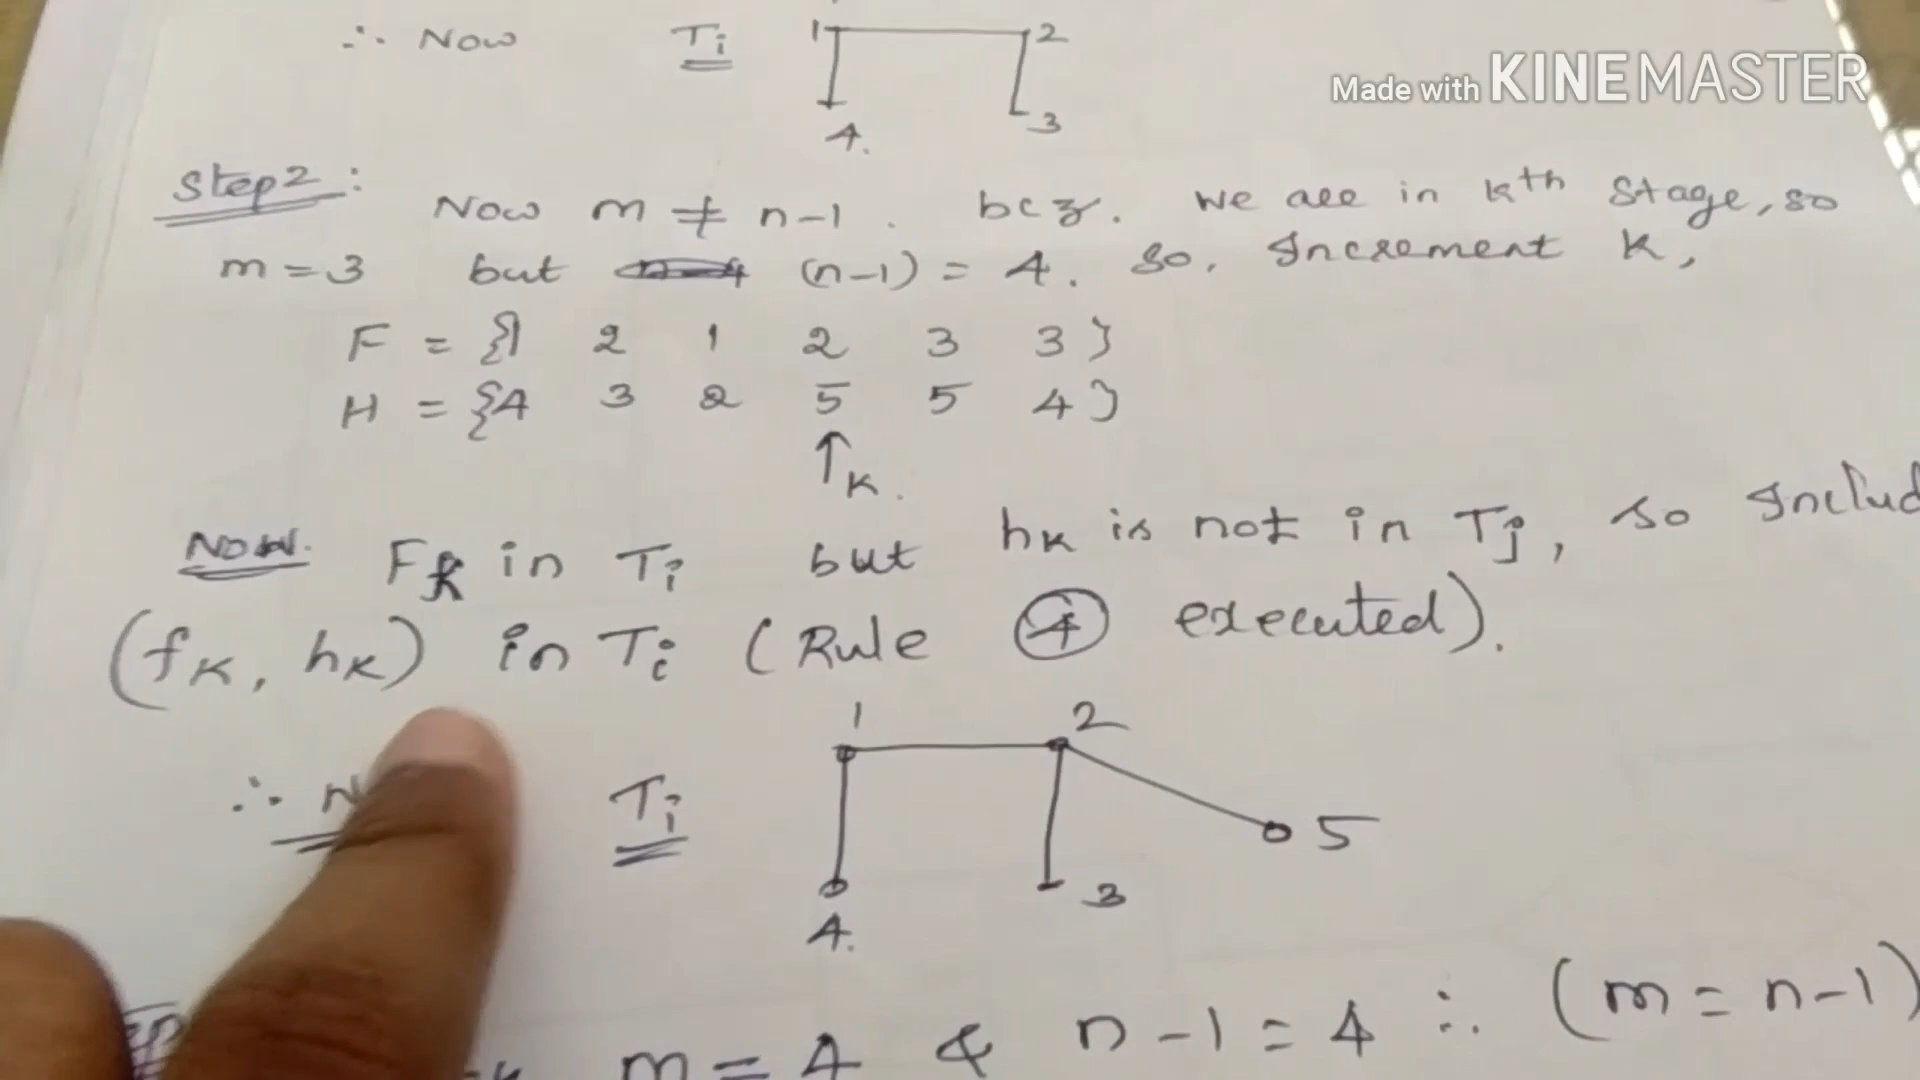 ∴ Now Ti 1 2
4. 3
Made with KINEMASTER
Step2:
Now m ≠ n-1. bcz. We are in kth Stage, so
m = 3 but (n-1) = 4. So, Increment K,
F = {1 2 1 2 3 3}
H = {4 3 2 5 5 4}
↑K.
Now. Fk in Ti but hk is not in Tj, so Includ
(fk, hk) in Ti (Rule 4 executed).
1 2
∴ N Ti 5
4. 3
m = 4 & n-1 = 4 ∴ (m = n-1)